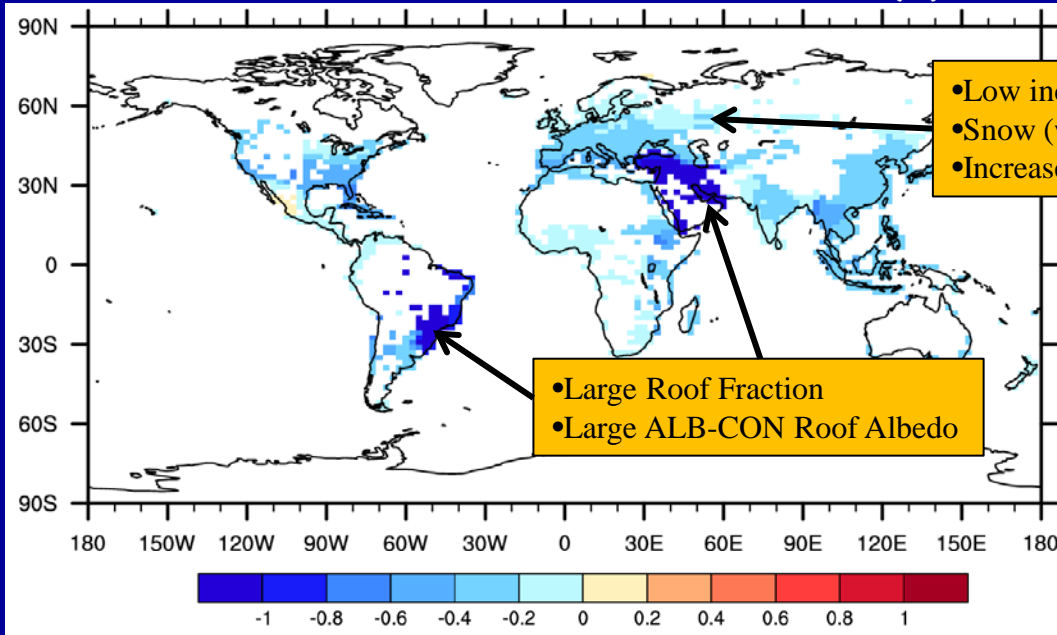 90N
60N
30N
0
30S
60S
90S
•Low inc
•Snow (
•Increase
•Large Roof Fraction
•Large ALB-CON Roof Albedo
180 150W 120W 90W 60W 30W 0 30E 60E 90E 120E 150E 180
-1 -0.8 -0.6 -0.4 -0.2 0 0.2 0.4 0.6 0.8 1